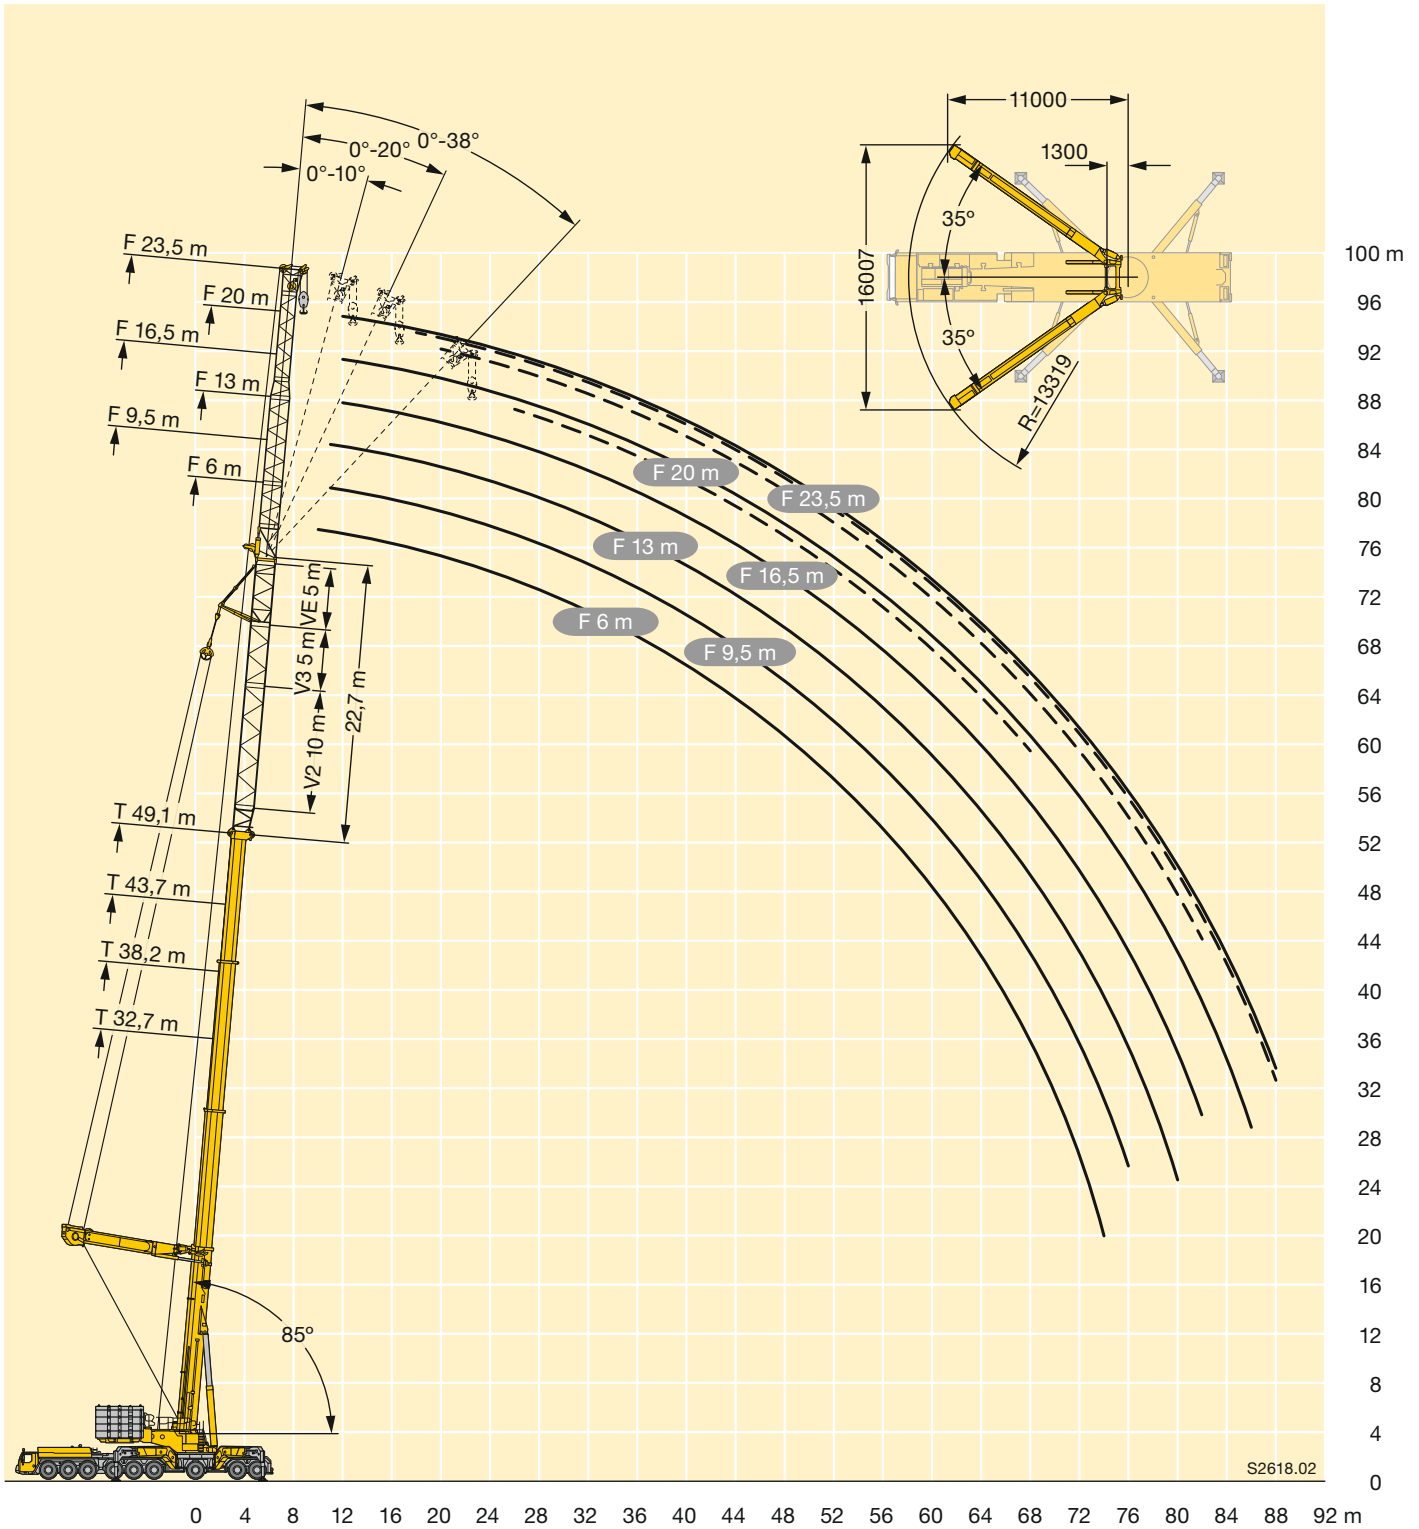 11000
1300
0°-38°
0°-20°
0°-10°
35º
16007
35º
R=13319
F 23,5 m
F 20 m
F 16,5 m
F 13 m
F 9,5 m
F 6 m
100 m
96
92
88
84
80
76
72
68
64
60
56
52
48
44
40
36
32
28
24
20
16
12
8
4
0
F 20 m
F 23,5 m
F 13 m
F 16,5 m
F 6 m
F 9,5 m
VE 5 m
V3 5 m
V2 10 m
22,7 m
T 49,1 m
T 43,7 m
T 38,2 m
T 32,7 m
85º
S2618.02
0 4 8 12 16 20 24 28 32 36 40 44 48 52 56 60 64 68 72 76 80 84 88 92 m